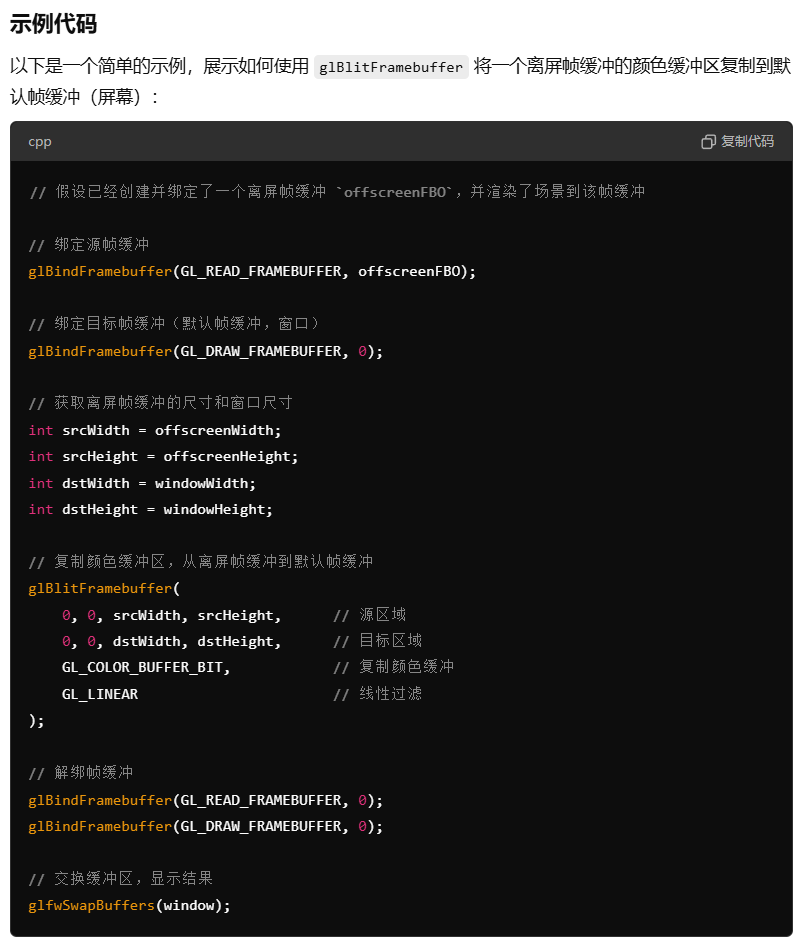 示例代码
以下是一个简单的示例，展示如何使用 glBlitFramebuffer 将一个离屏帧缓冲的颜色缓冲区复制到默
认帧缓冲（屏幕）：
cpp 复制代码
// 假设已经创建并绑定了一个离屏帧缓冲 `offscreenFBO`，并渲染了场景到该帧缓冲
// 绑定源帧缓冲
glBindFramebuffer(GL_READ_FRAMEBUFFER, offscreenFBO);
// 绑定目标帧缓冲（默认帧缓冲，窗口）
glBindFramebuffer(GL_DRAW_FRAMEBUFFER, 0);
// 获取离屏帧缓冲的尺寸和窗口尺寸
int srcWidth = offscreenWidth;
int srcHeight = offscreenHeight;
int dstWidth = windowWidth;
int dstHeight = windowHeight;
// 复制颜色缓冲区，从离屏帧缓冲到默认帧缓冲
glBlitFramebuffer(
    0, 0, srcWidth, srcHeight,      // 源区域
    0, 0, dstWidth, dstHeight,      // 目标区域
    GL_COLOR_BUFFER_BIT,            // 复制颜色缓冲
    GL_LINEAR                       // 线性过滤
);
// 解绑帧缓冲
glBindFramebuffer(GL_READ_FRAMEBUFFER, 0);
glBindFramebuffer(GL_DRAW_FRAMEBUFFER, 0);
// 交换缓冲区，显示结果
glfwSwapBuffers(window);